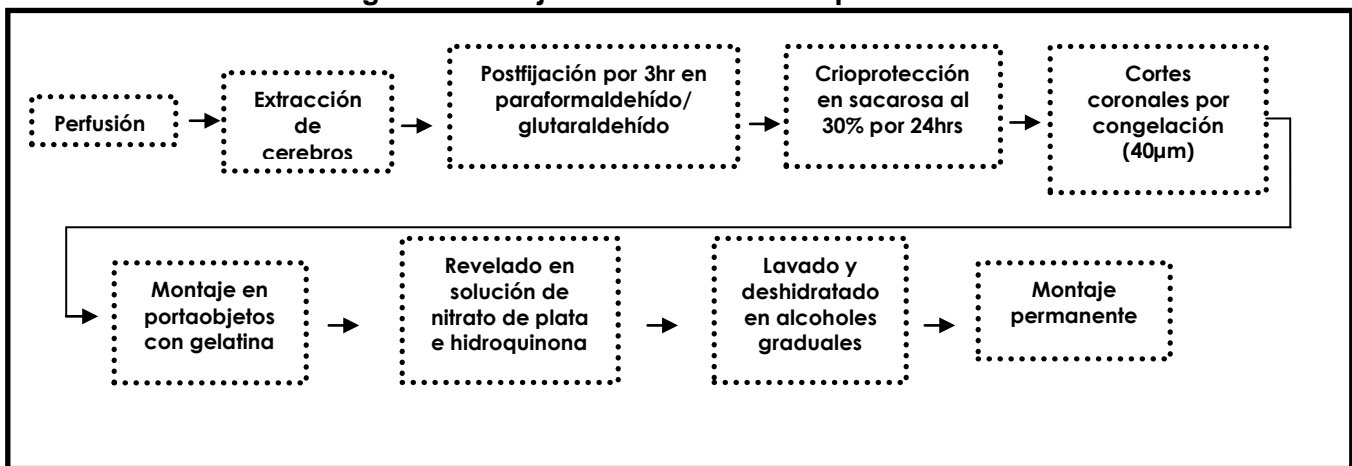 Perfusión
Extracción
de
cerebros
Postfijación por 3hr en
paraformaldehído/
glutaraldehído
Crioprotección
en sacarosa al
30% por 24hrs
Cortes
coronales por
congelación
(40µm)
Montaje en
portaobjetos
con gelatina
Revelado en
solución de
nitrato de plata
e hidroquinona
Lavado y
deshidratado
en alcoholes
graduales
Montaje
permanente